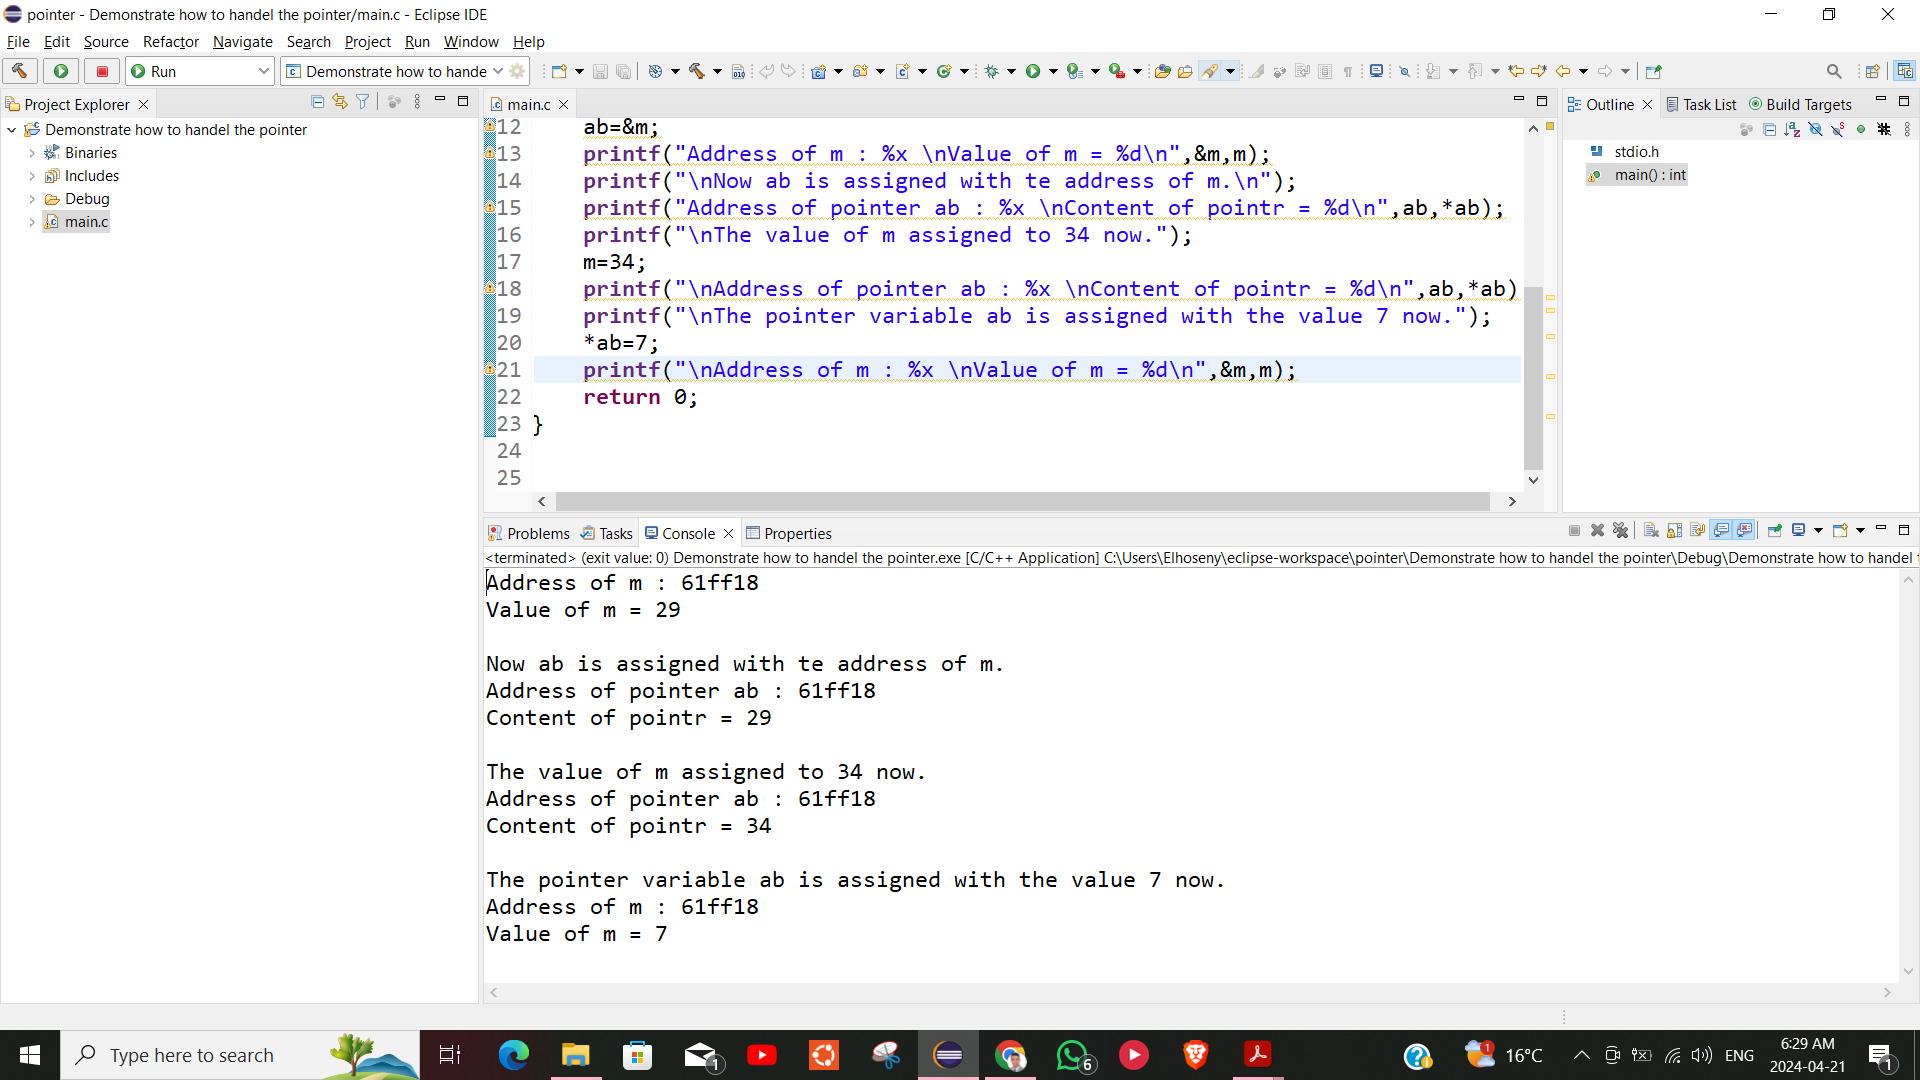 pointer - Demonstrate how to handel the pointer/main.c - Eclipse IDE
File Edit Source Refactor Navigate Search Project Run Window Help
Run Demonstrate how to hande
Project Explorer
Demonstrate how to handel the pointer
Binaries
Includes
Debug
main.c
main.c
12 ab=&m;
13 printf("Address of m : %x \nValue of m = %d\n",&m,m);
14 printf("\nNow ab is assigned with te address of m.\n");
15 printf("Address of pointer ab : %x \nContent of pointr = %d\n",ab,*ab);
16 printf("\nThe value of m assigned to 34 now.");
17 m=34;
18 printf("\nAddress of pointer ab : %x \nContent of pointr = %d\n",ab,*ab)
19 printf("\nThe pointer variable ab is assigned with the value 7 now.");
20 *ab=7;
21 printf("\nAddress of m : %x \nValue of m = %d\n",&m,m);
22 return 0;
23 }
24
25
Outline Task List Build Targets
stdio.h
main() : int
Problems Tasks Console Properties
<terminated> (exit value: 0) Demonstrate how to handel the pointer.exe [C/C++ Application] C:\Users\Elhoseny\eclipse-workspace\pointer\Demonstrate how to handel the pointer\Debug\Demonstrate how to handel
Address of m : 61ff18
Value of m = 29
Now ab is assigned with te address of m.
Address of pointer ab : 61ff18
Content of pointr = 29
The value of m assigned to 34 now.
Address of pointer ab : 61ff18
Content of pointr = 34
The pointer variable ab is assigned with the value 7 now.
Address of m : 61ff18
Value of m = 7
Type here to search
1
6
1
16°C
ENG
6:29 AM
2024-04-21
1